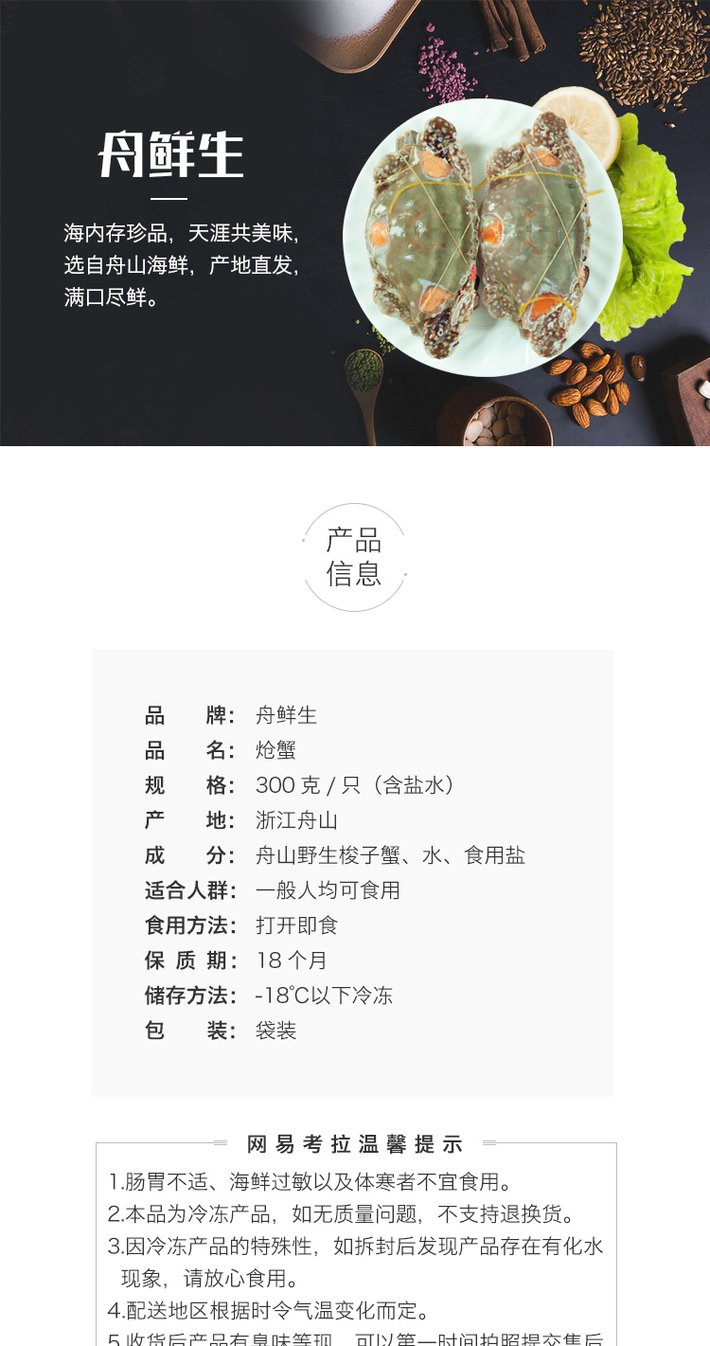 舟鲜生
海内存珍品，天涯共美味，
选自舟山海鲜，产地直发，
满口尽鲜。
产品
信息
品牌： 舟鲜生
品名： 炝蟹
规格： 300 克 / 只（含盐水）
产地： 浙江舟山
成分： 舟山野生梭子蟹、水、食用盐
适合人群： 一般人均可食用
食用方法： 打开即食
保质期： 18 个月
储存方法： -18℃以下冷冻
包装： 袋装
网易考拉温馨提示
1.肠胃不适、海鲜过敏以及体寒者不宜食用。
2.本品为冷冻产品，如无质量问题，不支持退换货。
3.因冷冻产品的特殊性，如拆封后发现产品存在有化水
现象，请放心食用。
4.配送地区根据时令气温变化而定。
5.收货后产品有臭味等现，可以第一时间拍照提交售后